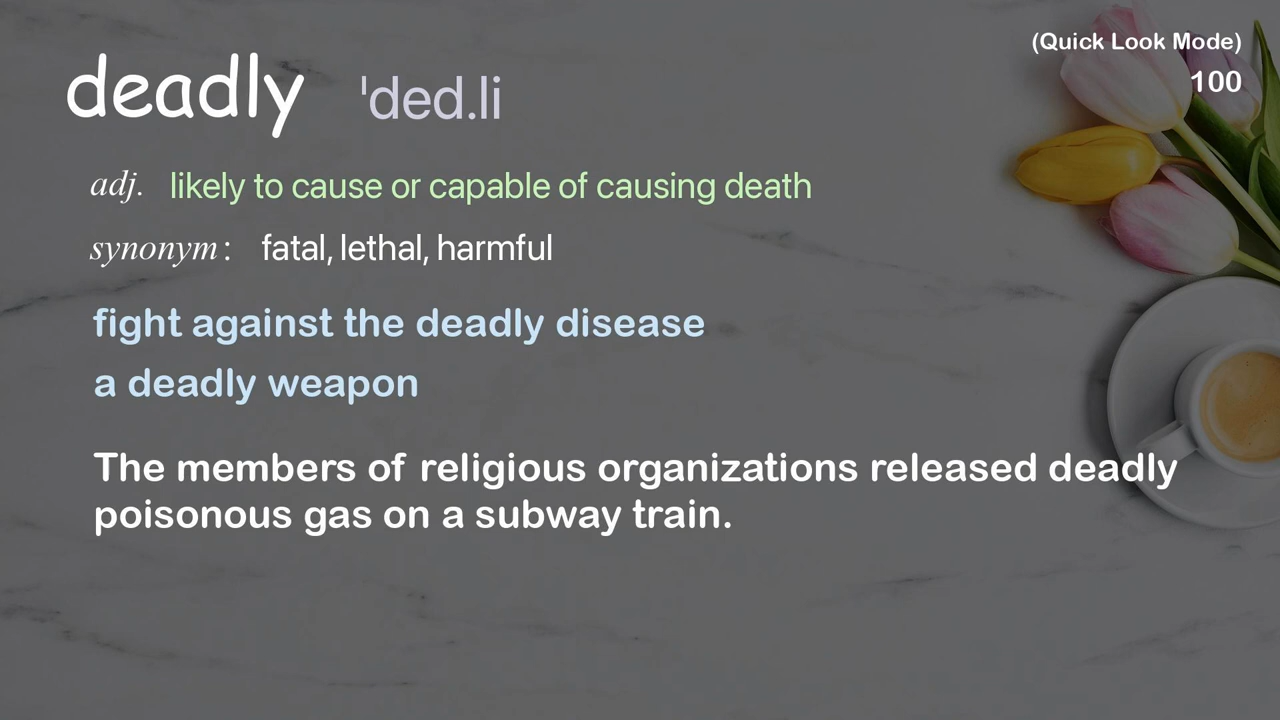 (Quick Look Mode)
deadly ˈded.li
100
adj. likely to cause or capable of causing death
synonym: fatal, lethal, harmful
fight against the deadly disease
a deadly weapon
The members of religious organizations released deadly
poisonous gas on a subway train.